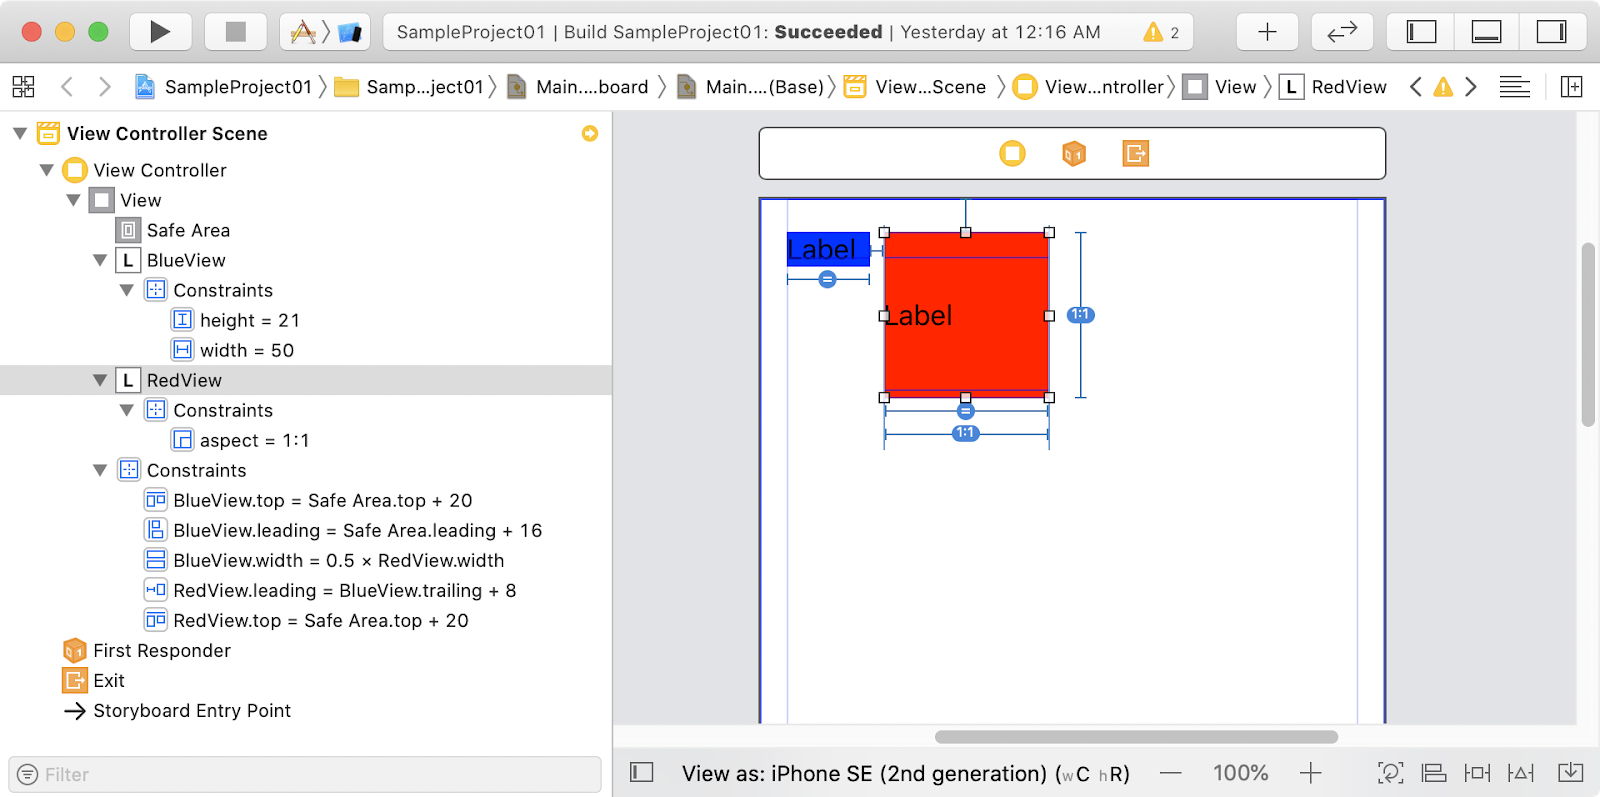 SampleProject01 | Build SampleProject01: Succeeded | Yesterday at 12:16 AM 2
SampleProject01 Samp...ject01 Main....board Main....(Base) View...Scene View...ntroller View L RedView
View Controller Scene
View Controller
View
Safe Area
L BlueView
Constraints
height = 21
width = 50
L RedView
Constraints
aspect = 1:1
Constraints
BlueView.top = Safe Area.top + 20
BlueView.leading = Safe Area.leading + 16
BlueView.width = 0.5 × RedView.width
RedView.leading = BlueView.trailing + 8
RedView.top = Safe Area.top + 20
First Responder
Exit
Storyboard Entry Point
Filter
Label
Label
1:1
=
=
1:1
View as: iPhone SE (2nd generation) (wC hR) — 100% +